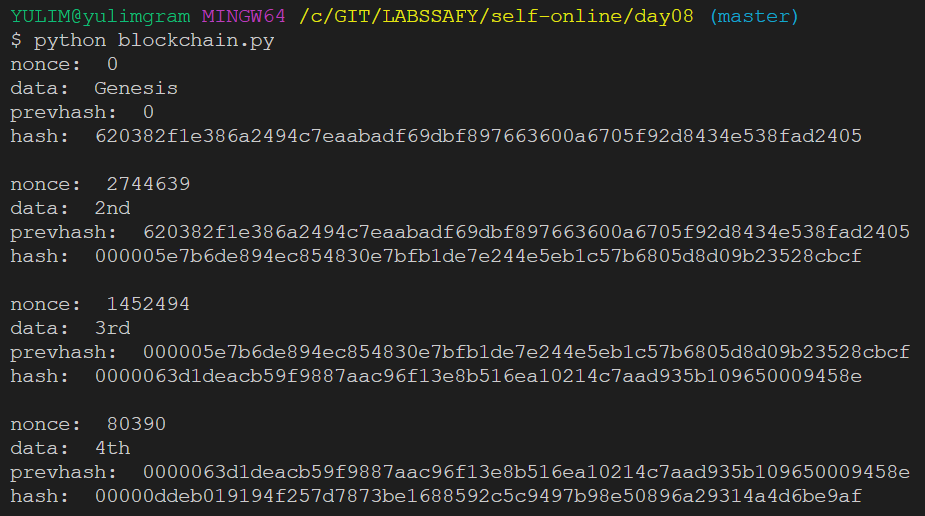 YULIM@yulimgram MINGW64 /c/GIT/LABSSAFY/self-online/day08 (master)
$ python blockchain.py
nonce:  0
data:  Genesis
prevhash:  0
hash:  620382f1e386a2494c7eaabadf69dbf897663600a6705f92d8434e538fad2405

nonce:  2744639
data:  2nd
prevhash:  620382f1e386a2494c7eaabadf69dbf897663600a6705f92d8434e538fad2405
hash:  000005e7b6de894ec854830e7bfb1de7e244e5eb1c57b6805d8d09b23528cbcf

nonce:  1452494
data:  3rd
prevhash:  000005e7b6de894ec854830e7bfb1de7e244e5eb1c57b6805d8d09b23528cbcf
hash:  0000063d1deacb59f9887aac96f13e8b516ea10214c7aad935b109650009458e

nonce:  80390
data:  4th
prevhash:  0000063d1deacb59f9887aac96f13e8b516ea10214c7aad935b109650009458e
hash:  00000ddeb019194f257d7873be1688592c5c9497b98e50896a29314a4d6be9af